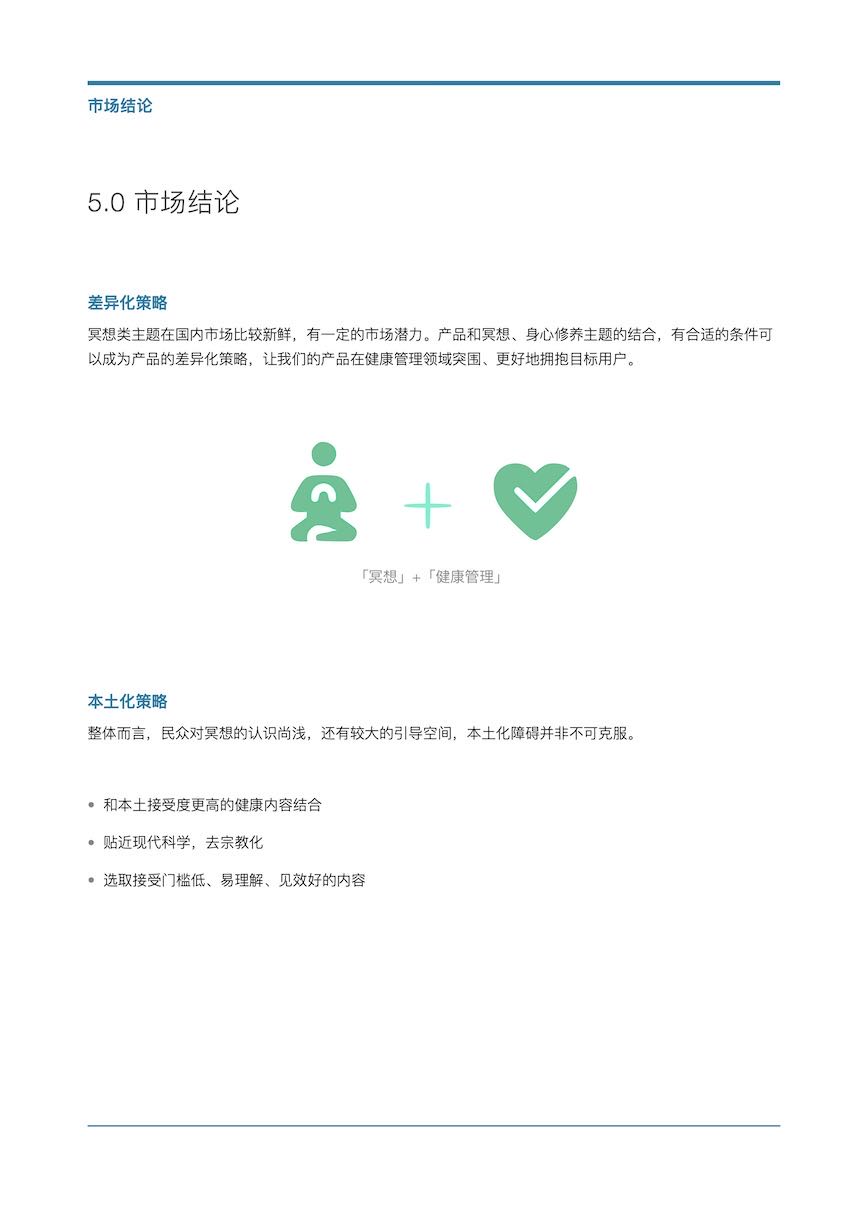 市场结论
5.0 市场结论
差异化策略
冥想类主题在国内市场比较新鲜，有一定的市场潜力。产品和冥想、身心修养主题的结合，有合适的条件可
以成为产品的差异化策略，让我们的产品在健康管理领域突围、更好地拥抱目标用户。
「冥想」+「健康管理」
本土化策略
整体而言，民众对冥想的认识尚浅，还有较大的引导空间，本土化障碍并非不可克服。
• 和本土接受度更高的健康内容结合
• 贴近现代科学，去宗教化
• 选取接受门槛低、易理解、见效好的内容